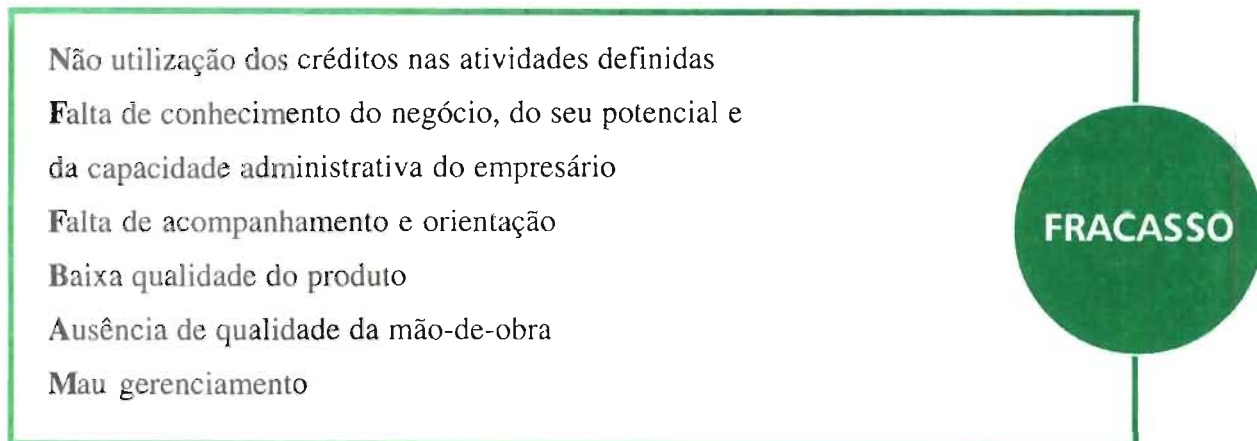 Não utilização dos créditos nas atividades definidas
Falta de conhecimento do negócio, do seu potencial e
da capacidade administrativa do empresário
Falta de acompanhamento e orientação
Baixa qualidade do produto
Ausência de qualidade da mão-de-obra
Mau gerenciamento
FRACASSO